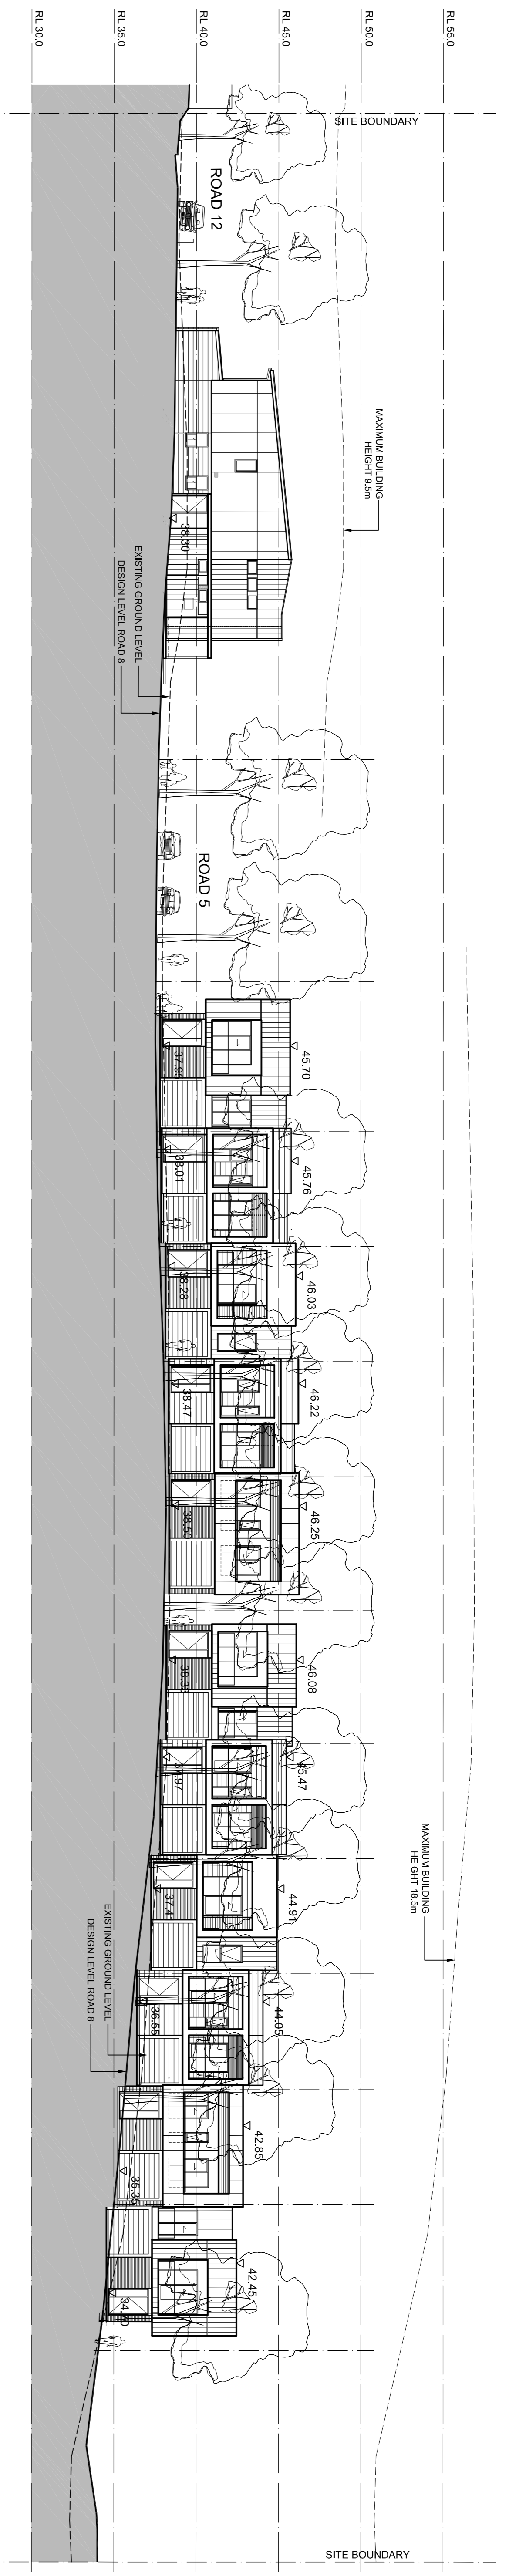 RL 55.0
RL 50.0
RL 45.0
RL 40.0
RL 35.0
RL 30.0
SITE BOUNDARY
ROAD 12
MAXIMUM BUILDING
HEIGHT 9.5m
38.30
EXISTING GROUND LEVEL
DESIGN LEVEL ROAD 8
ROAD 5
45.70
37.95
45.76
38.01
46.03
38.28
46.22
38.47
46.25
38.50
46.08
38.33
45.47
37.97
MAXIMUM BUILDING
HEIGHT 18.5m
44.91
37.41
44.05
36.55
EXISTING GROUND LEVEL
DESIGN LEVEL ROAD 8
42.85
35.35
42.45
34.70
SITE BOUNDARY